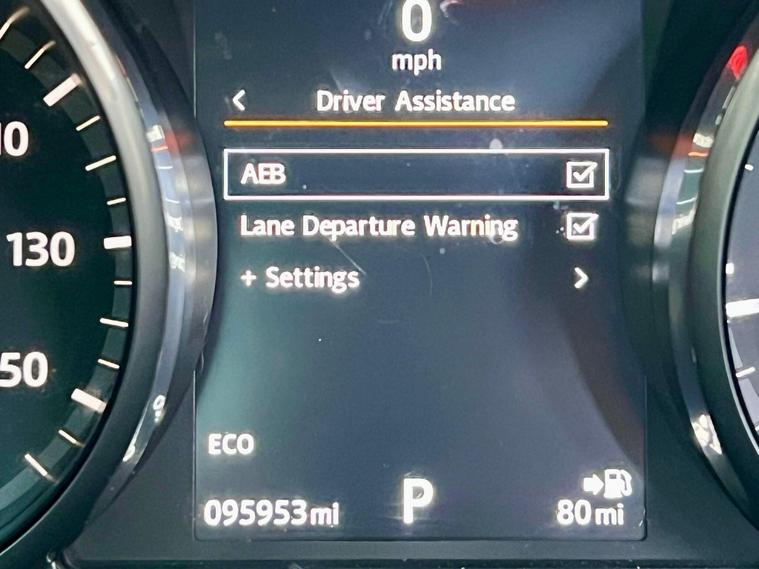 0
mph
Driver Assistance
AEB
Lane Departure Warning
+ Settings
130
50
ECO
095953mi
P
80mi